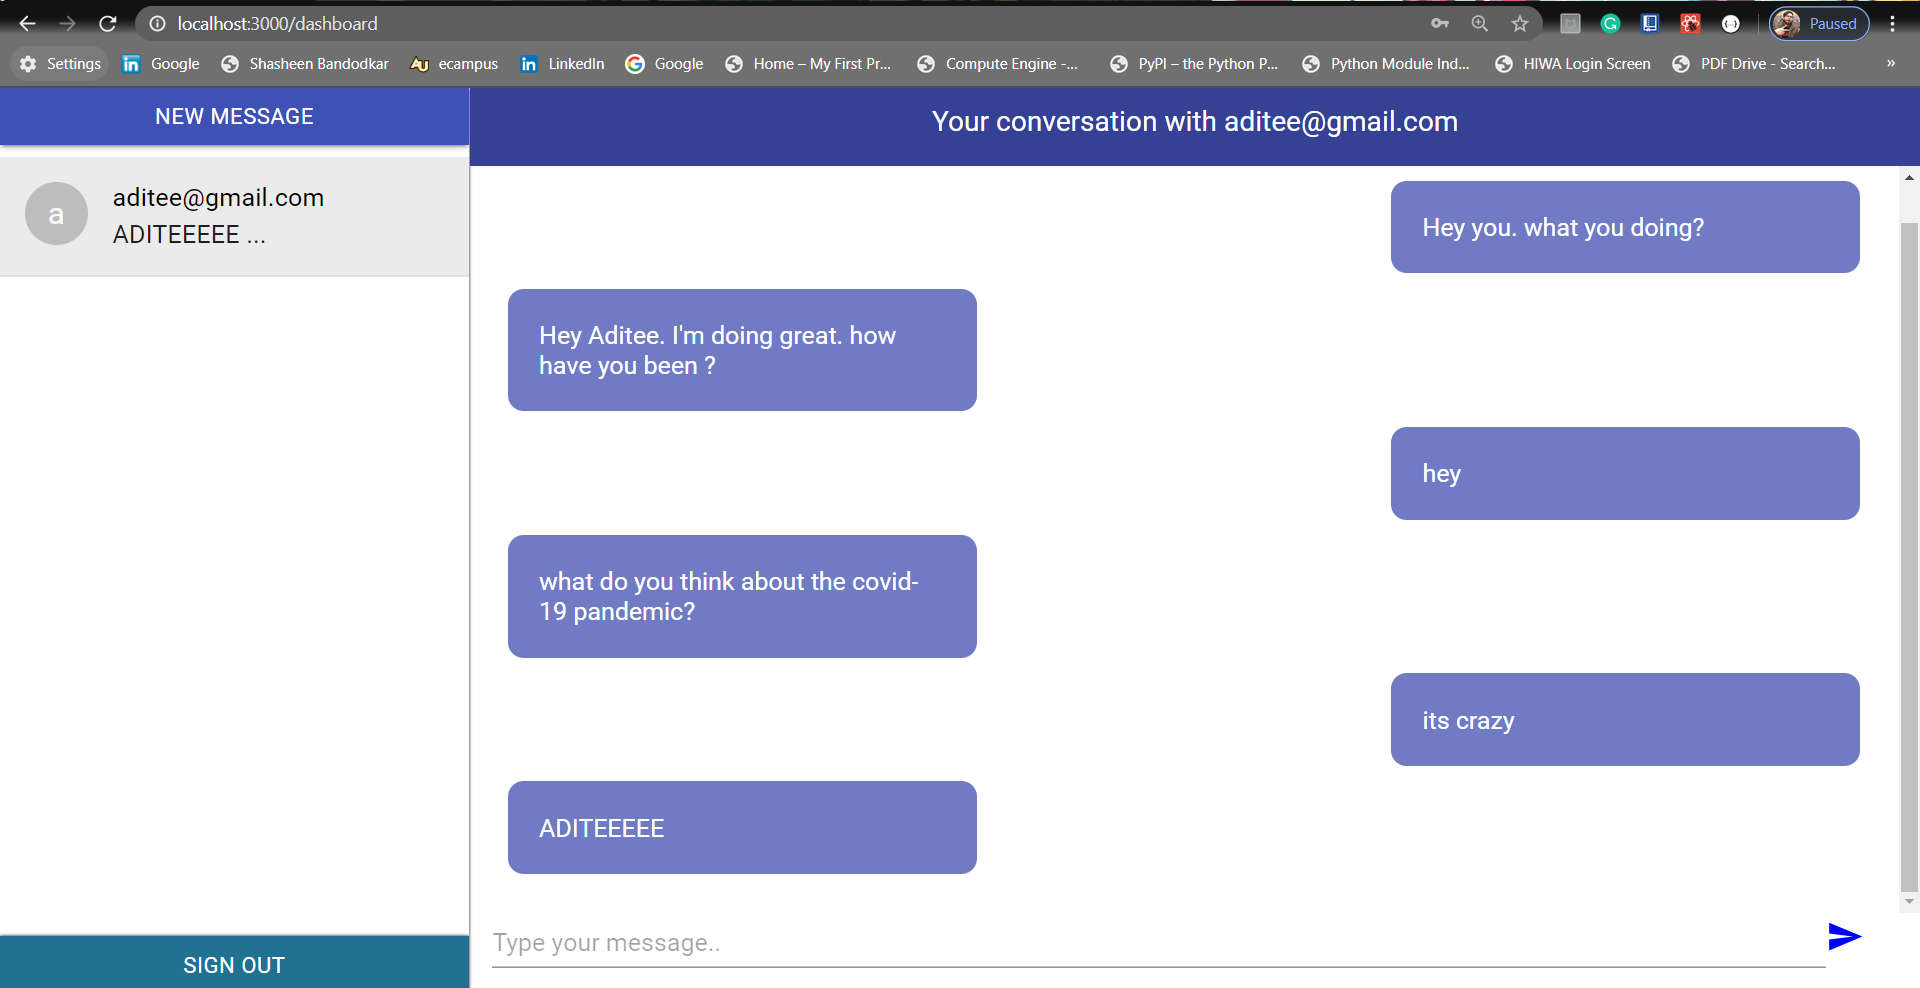 localhost:3000/dashboard
Paused
Settings
Google
Shasheen Bandodkar
ecampus
LinkedIn
Google
Home – My First Pr...
Compute Engine -...
PyPI – the Python P...
Python Module Ind...
HIWA Login Screen
PDF Drive - Search...
»
NEW MESSAGE
Your conversation with aditee@gmail.com
a
aditee@gmail.com
ADITEEEEE ...
Hey you. what you doing?
Hey Aditee. I'm doing great. how
have you been ?
hey
what do you think about the covid-
19 pandemic?
its crazy
ADITEEEEE
Type your message..
SIGN OUT